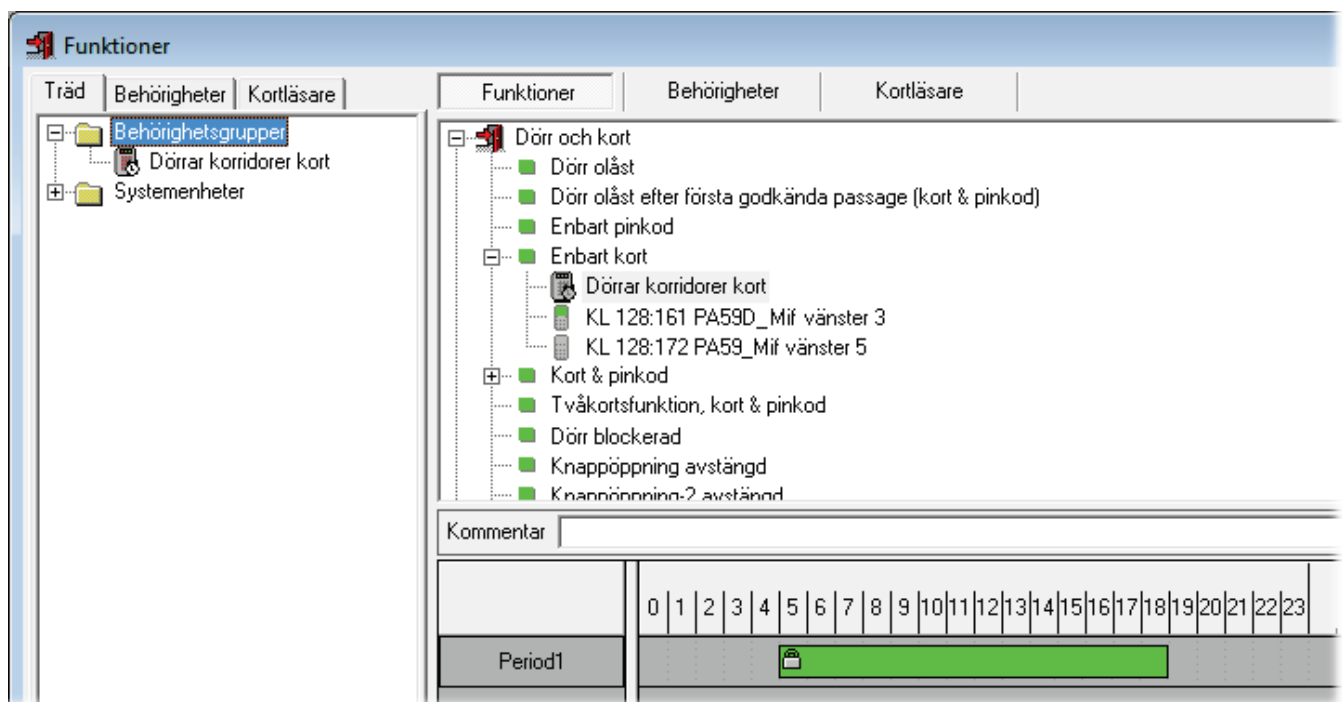 Funktioner
Träd Behörigheter Kortläsare
Behörighetsgrupper
Dörrar korridorer kort
Systemenheter
Funktioner Behörigheter Kortläsare
Dörr och kort
Dörr olåst
Dörr olåst efter första godkända passage (kort & pinkod)
Enbart pinkod
Enbart kort
Dörrar korridorer kort
KL 128:161 PA59D_Mif vänster 3
KL 128:172 PA59_Mif vänster 5
Kort & pinkod
Tvåkortsfunktion, kort & pinkod
Dörr blockerad
Knappöppning avstängd
Knappöppning-2 avstängd
Kommentar
0 1 2 3 4 5 6 7 8 9 10 11 12 13 14 15 16 17 18 19 20 21 22 23
Period1